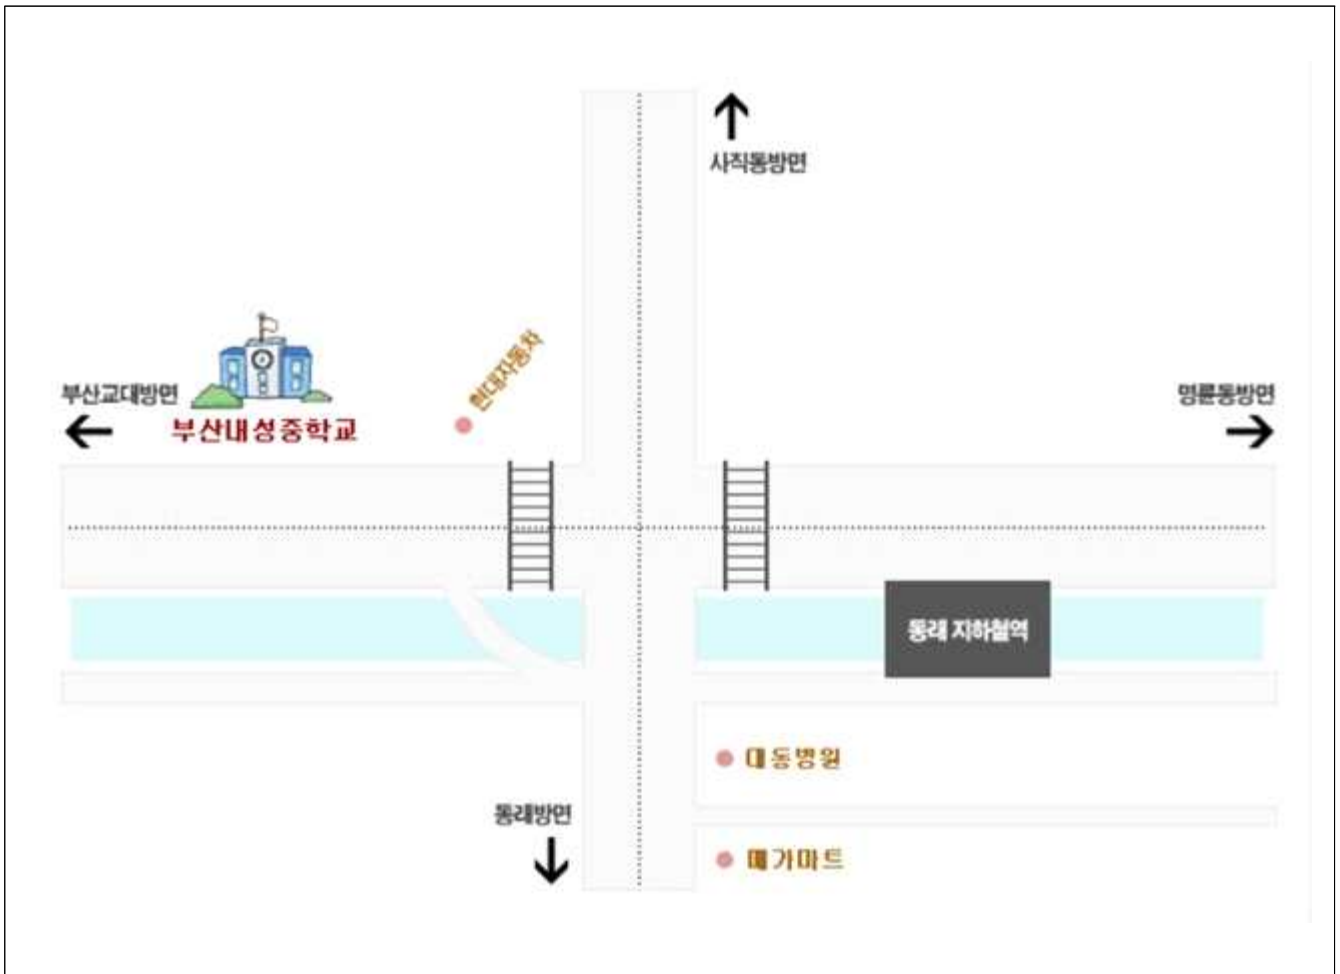 사직동방면
현대자동차
부산교대방면
부산내성중학교
명륜동방면
동래 지하철역
대동병원
동래방면
메가마트